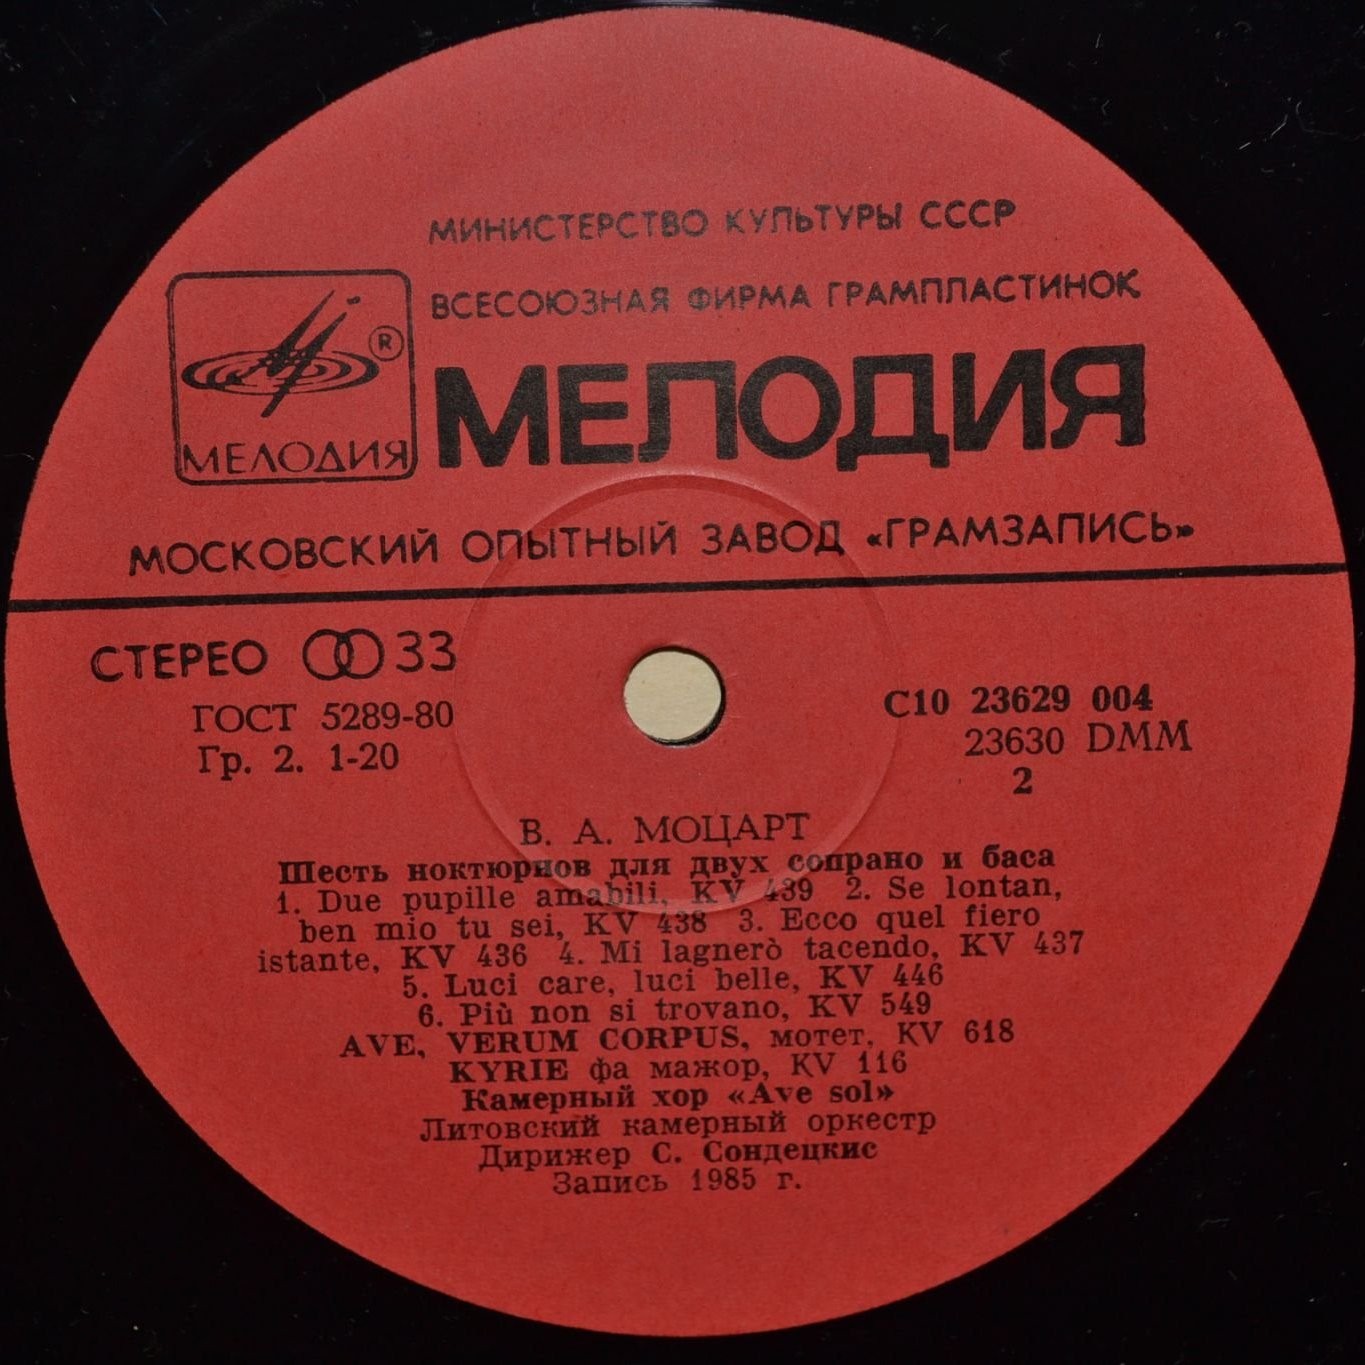 МИНИСТЕРСТВО КУЛЬТУРЫ СССР
ВСЕСОЮЗНАЯ ФИРМА ГРАМПЛАСТИНОК
®
МЕЛОДИЯ
МЕЛОДИЯ
МОСКОВСКИЙ ОПЫТНЫЙ ЗАВОД «ГРАМЗАПИСЬ»
СТЕРЕО 33
ГОСТ 5289-80
Гр. 2. 1-20
С10 23629 004
23630 DMM
2
В. А. МОЦАРТ
Шесть ноктюрнов для двух сопрано и баса
1. Due pupille amabili, KV 439 2. Se lontan,
ben mio tu sei, KV 438 3. Ecco quel fiero
istante, KV 436 4. Mi lagnerò tacendo, KV 437
5. Luci care, luci belle, KV 446
6. Più non si trovano, KV 549
AVE, VERUM CORPUS, мотет, KV 618
KYRIE фа мажор, KV 116
Камерный хор «Ave sol»
Литовский камерный оркестр
Дирижер С. Сондецкис
Запись 1985 г.